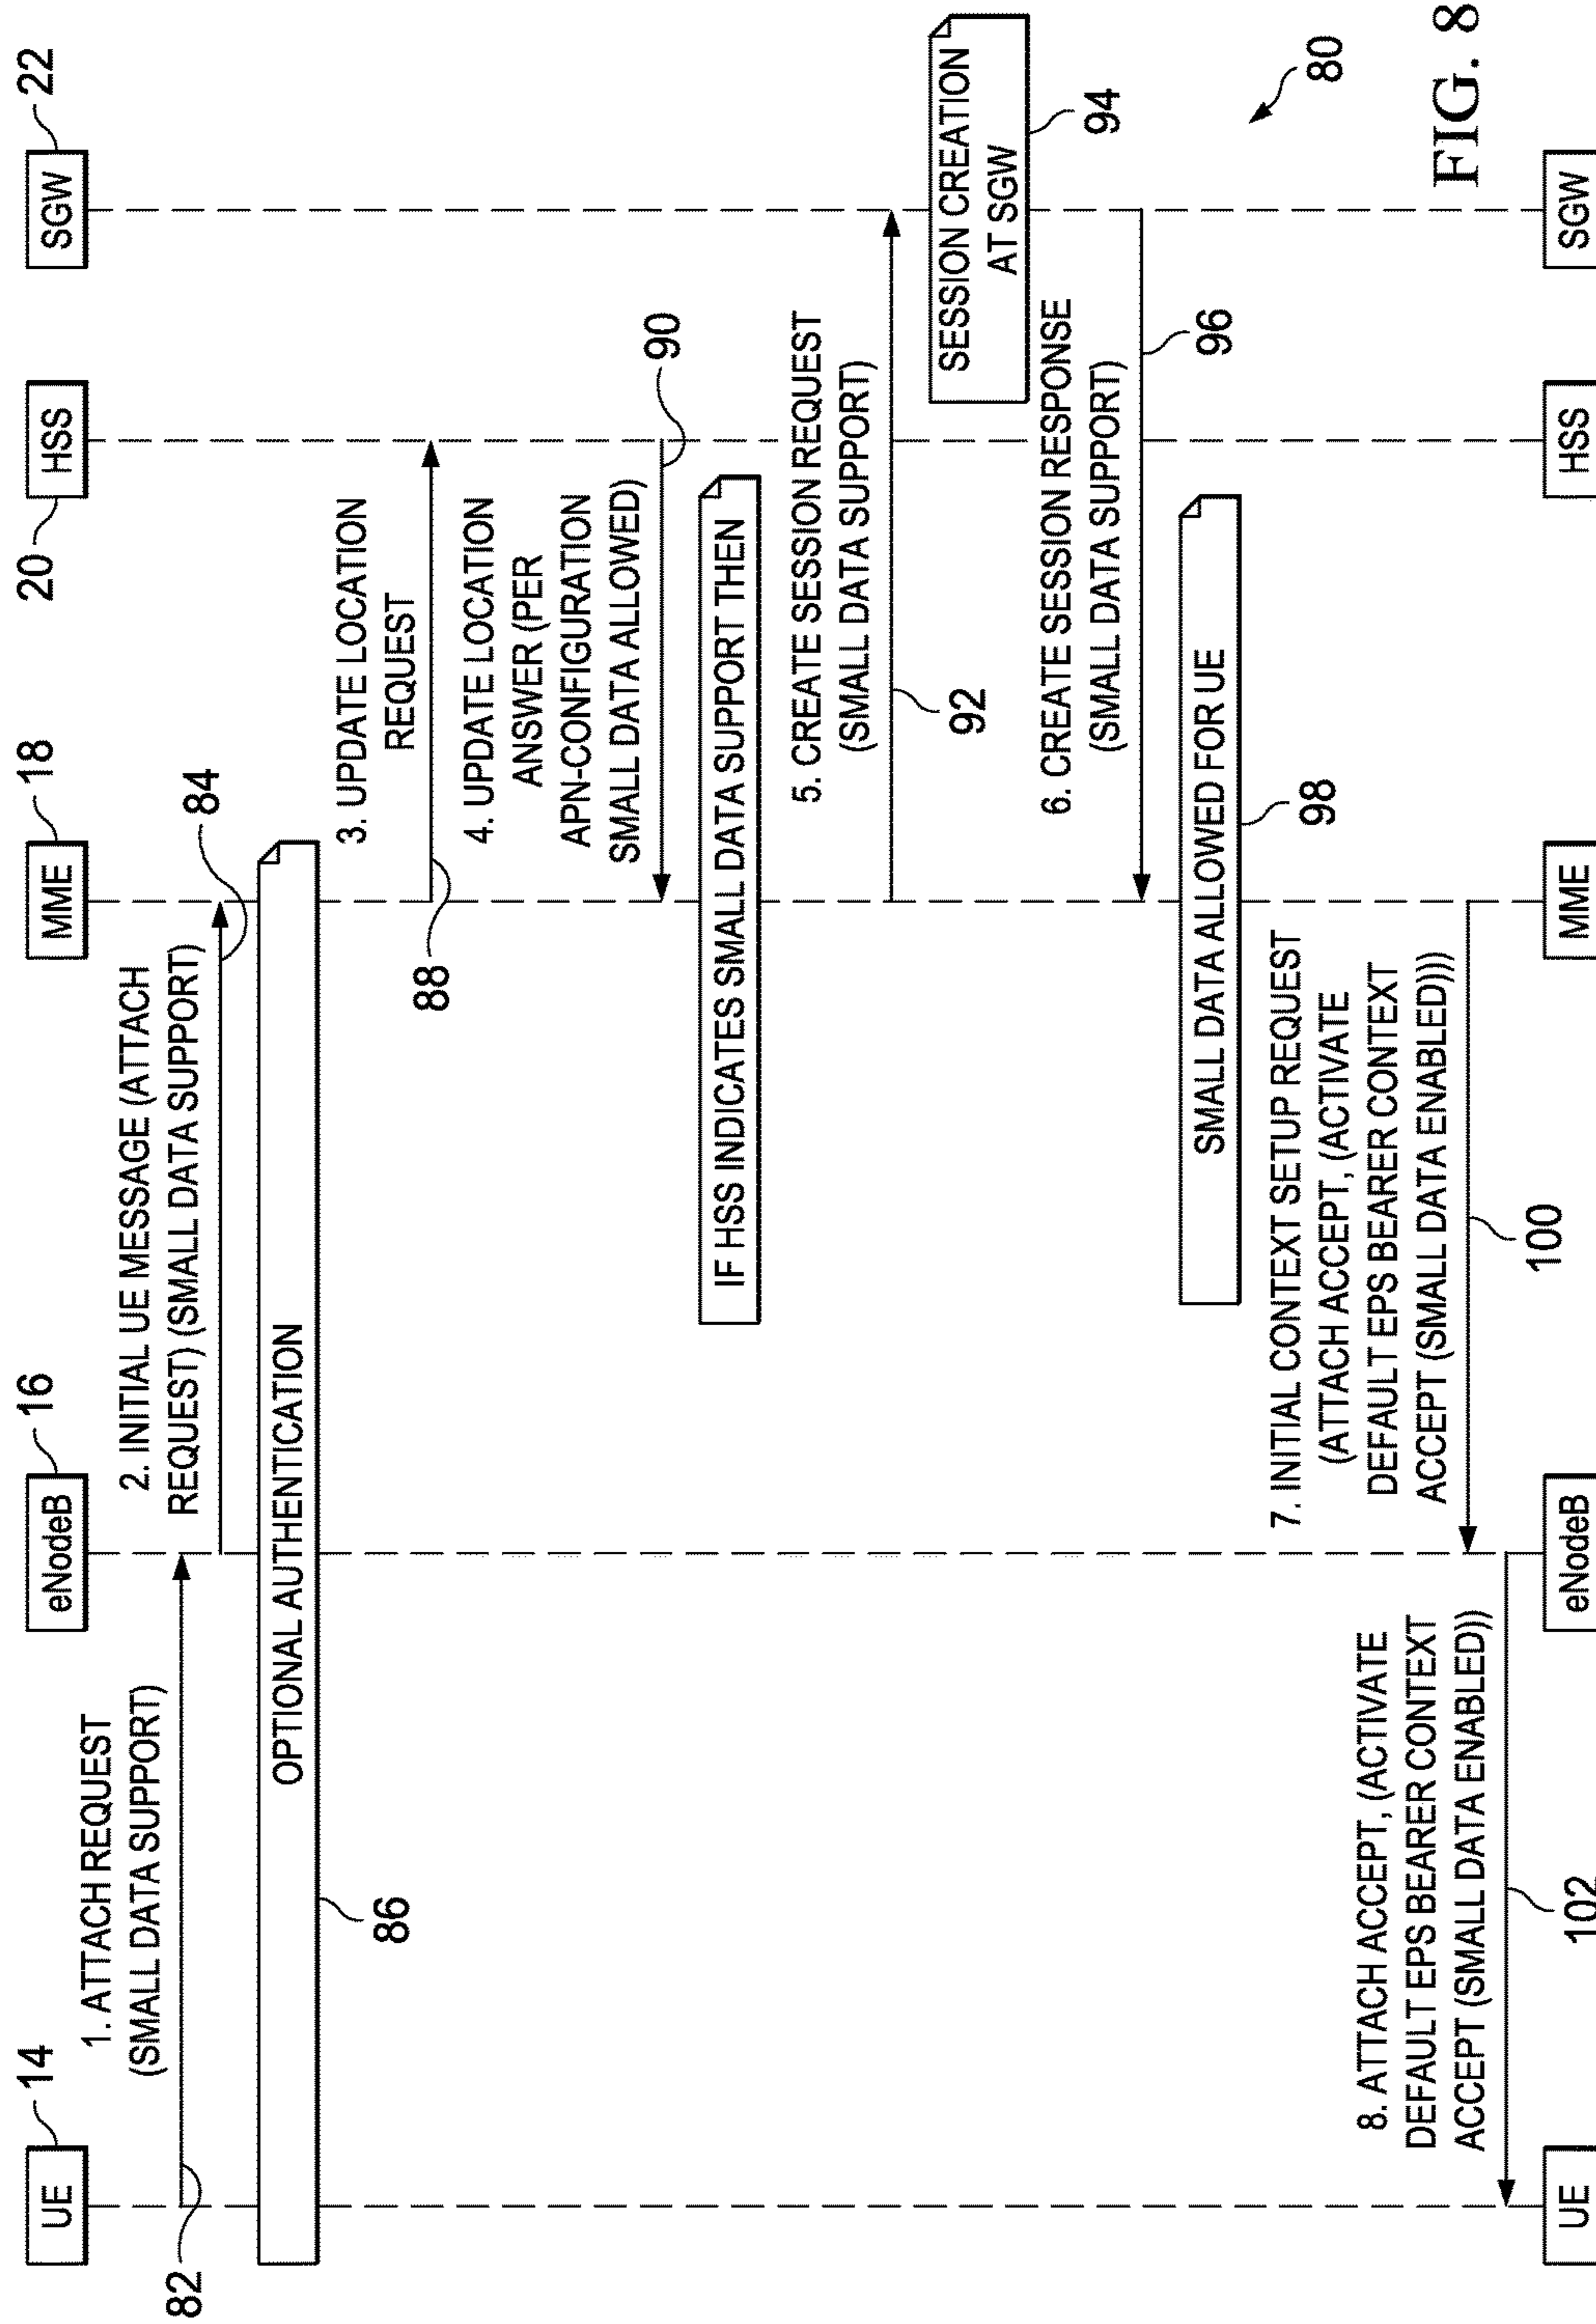 UE
14
eNodeB
16
MME
18
HSS
20
SGW
22
1. ATTACH REQUEST
(SMALL DATA SUPPORT)
82
2. INITIAL UE MESSAGE (ATTACH
REQUEST) (SMALL DATA SUPPORT)
84
OPTIONAL AUTHENTICATION
86
3. UPDATE LOCATION
REQUEST
88
4. UPDATE LOCATION
ANSWER (PER
APN-CONFIGURATION
SMALL DATA ALLOWED)
90
IF HSS INDICATES SMALL DATA SUPPORT THEN
5. CREATE SESSION REQUEST
(SMALL DATA SUPPORT)
92
SESSION CREATION
AT SGW
94
6. CREATE SESSION RESPONSE
(SMALL DATA SUPPORT)
96
SMALL DATA ALLOWED FOR UE
98
7. INITIAL CONTEXT SETUP REQUEST
(ATTACH ACCEPT, (ACTIVATE
DEFAULT EPS BEARER CONTEXT
ACCEPT (SMALL DATA ENABLED)))
100
8. ATTACH ACCEPT, (ACTIVATE
DEFAULT EPS BEARER CONTEXT
ACCEPT (SMALL DATA ENABLED))
102
80
UE
eNodeB
MME
HSS
SGW
FIG. 8